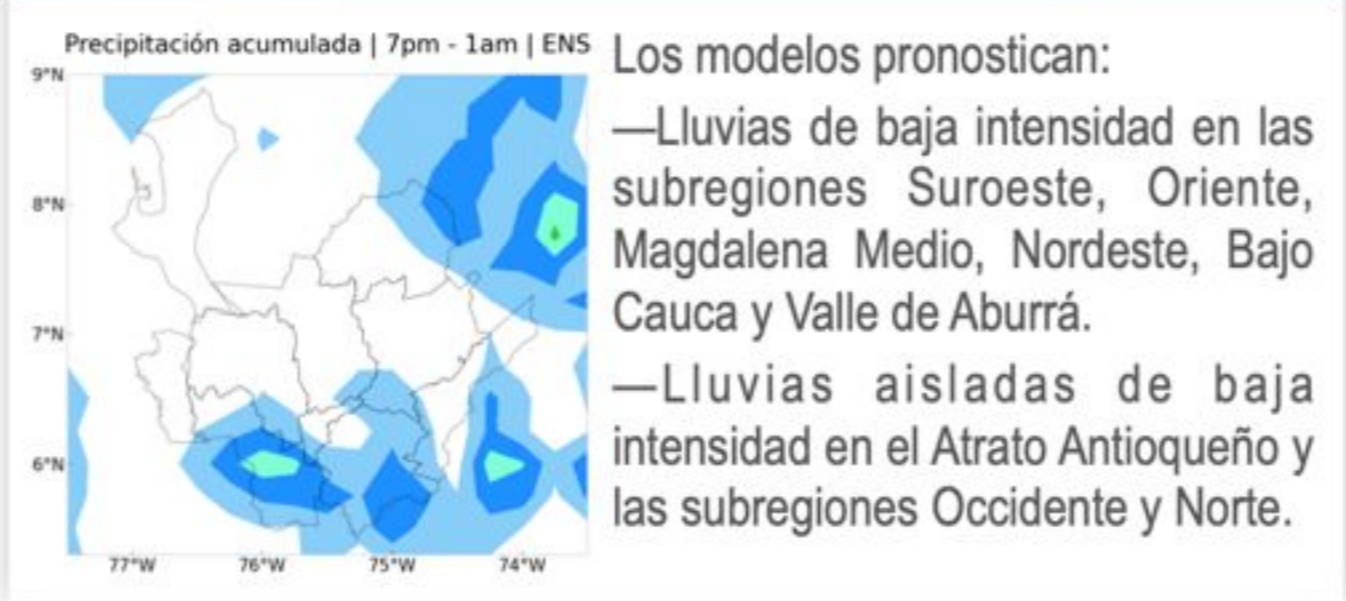 Precipitación acumulada | 7pm - 1am | ENS
9°N
8°N
7°N
6°N
77°W
76°W
75°W
74°W
Los modelos pronostican:
—Lluvias de baja intensidad en las
subregiones Suroeste, Oriente,
Magdalena Medio, Nordeste, Bajo
Cauca y Valle de Aburrá.
—Lluvias aisladas de baja
intensidad en el Atrato Antioqueño y
las subregiones Occidente y Norte.